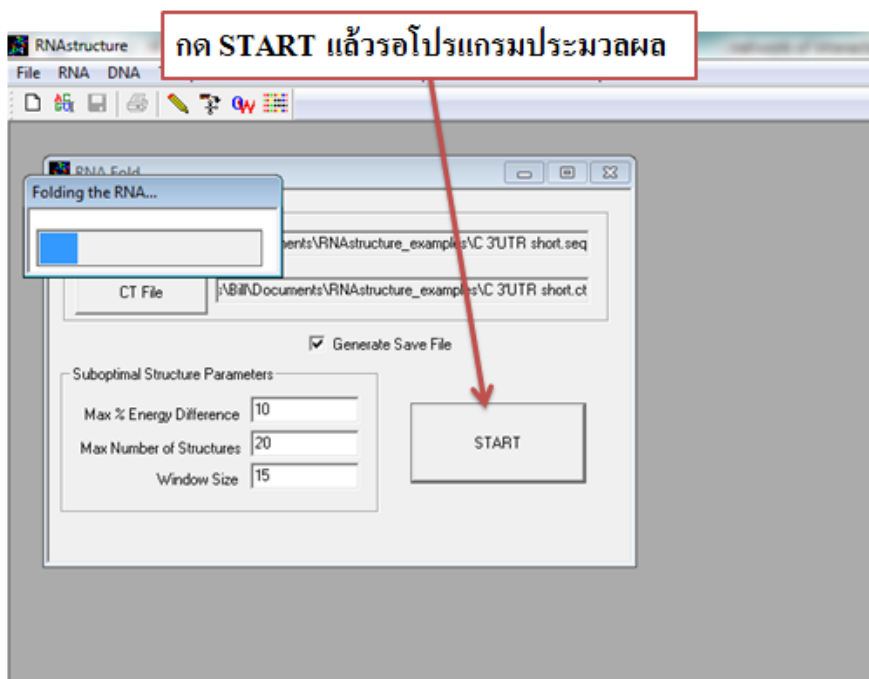 กด START แล้วรอโปรแกรมประมวลผล
RNAstructure
File RNA DNA
RNA Fold
Folding the RNA...
ments\RNAstructure_examples\C 3'UTR short.seq
CT File
:\Bill\Documents\RNAstructure_examples\C 3'UTR short.ct
Generate Save File
Suboptimal Structure Parameters
Max % Energy Difference 10
Max Number of Structures 20
Window Size 15
START